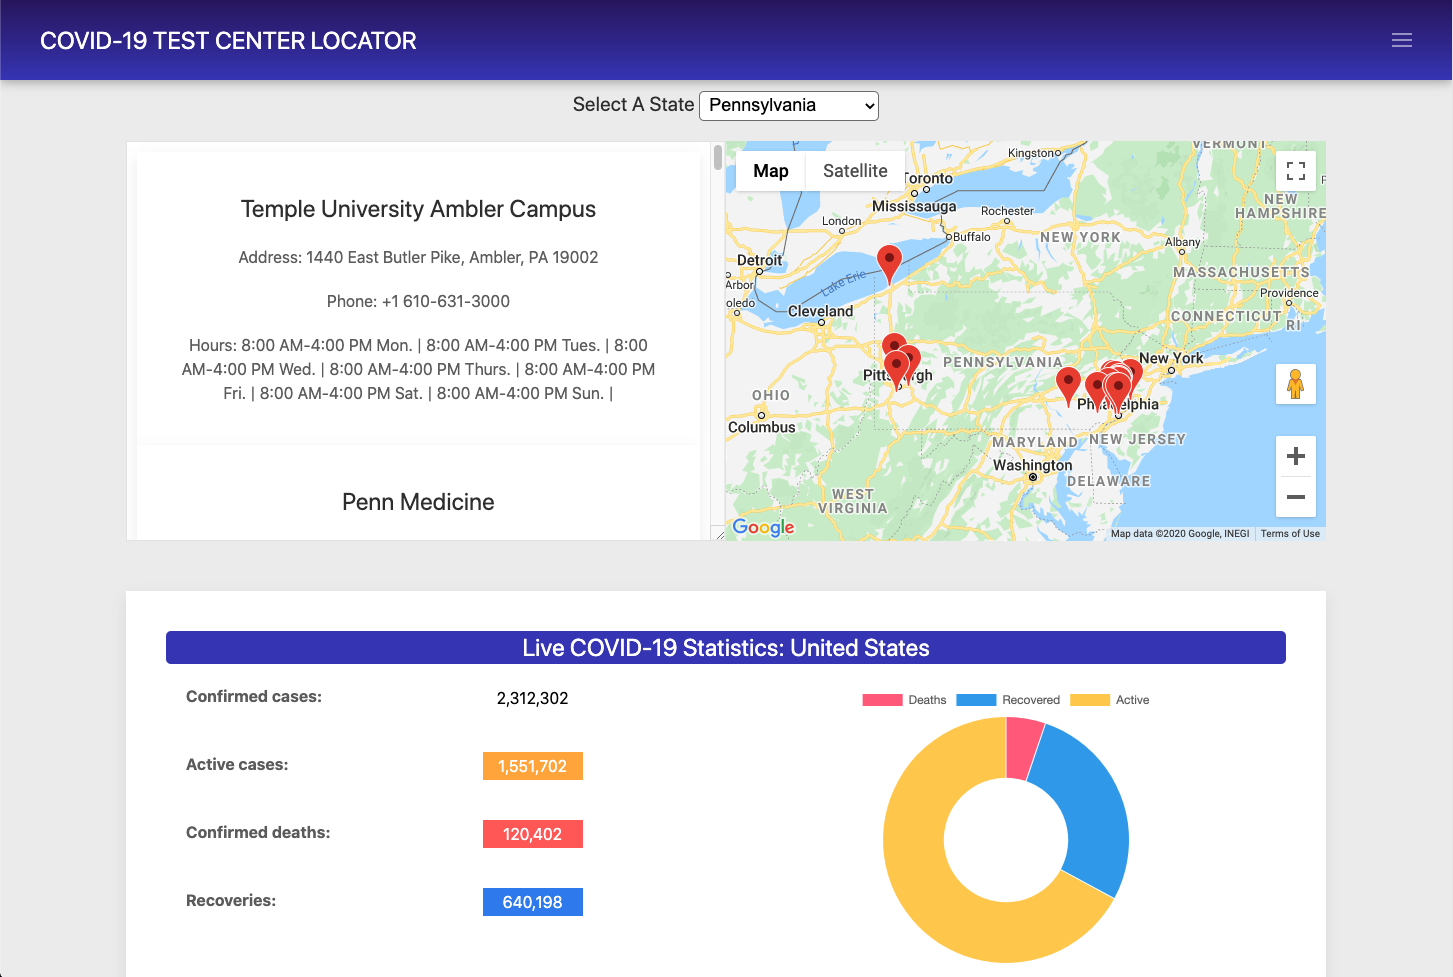 COVID-19 TEST CENTER LOCATOR
Select A State Pennsylvania
Temple University Ambler Campus
Address: 1440 East Butler Pike, Ambler, PA 19002
Phone: +1 610-631-3000
Hours: 8:00 AM-4:00 PM Mon. | 8:00 AM-4:00 PM Tues. | 8:00
AM-4:00 PM Wed. | 8:00 AM-4:00 PM Thurs. | 8:00 AM-4:00 PM
Fri. | 8:00 AM-4:00 PM Sat. | 8:00 AM-4:00 PM Sun. |
Penn Medicine
Map
Satellite
Kingston
VERMONT
Toronto
Mississauga
London
Rochester
NEW
HAMPSHIRE
Buffalo
NEW YORK
Albany
Detroit
Arbor
MASSACHUSETTS
Lake Erie
Providence
oledo
Cleveland
CONNECTICUT
RI
New York
PENNSYLVANIA
OHIO
Columbus
MARYLAND
NEW JERSEY
Washington
DELAWARE
WEST
VIRGINIA
Google
Map data ©2020 Google, INEGI
Terms of Use
Live COVID-19 Statistics: United States
Confirmed cases: 2,312,302
Active cases: 1,551,702
Confirmed deaths: 120,402
Recoveries: 640,198
Deaths
Recovered
Active